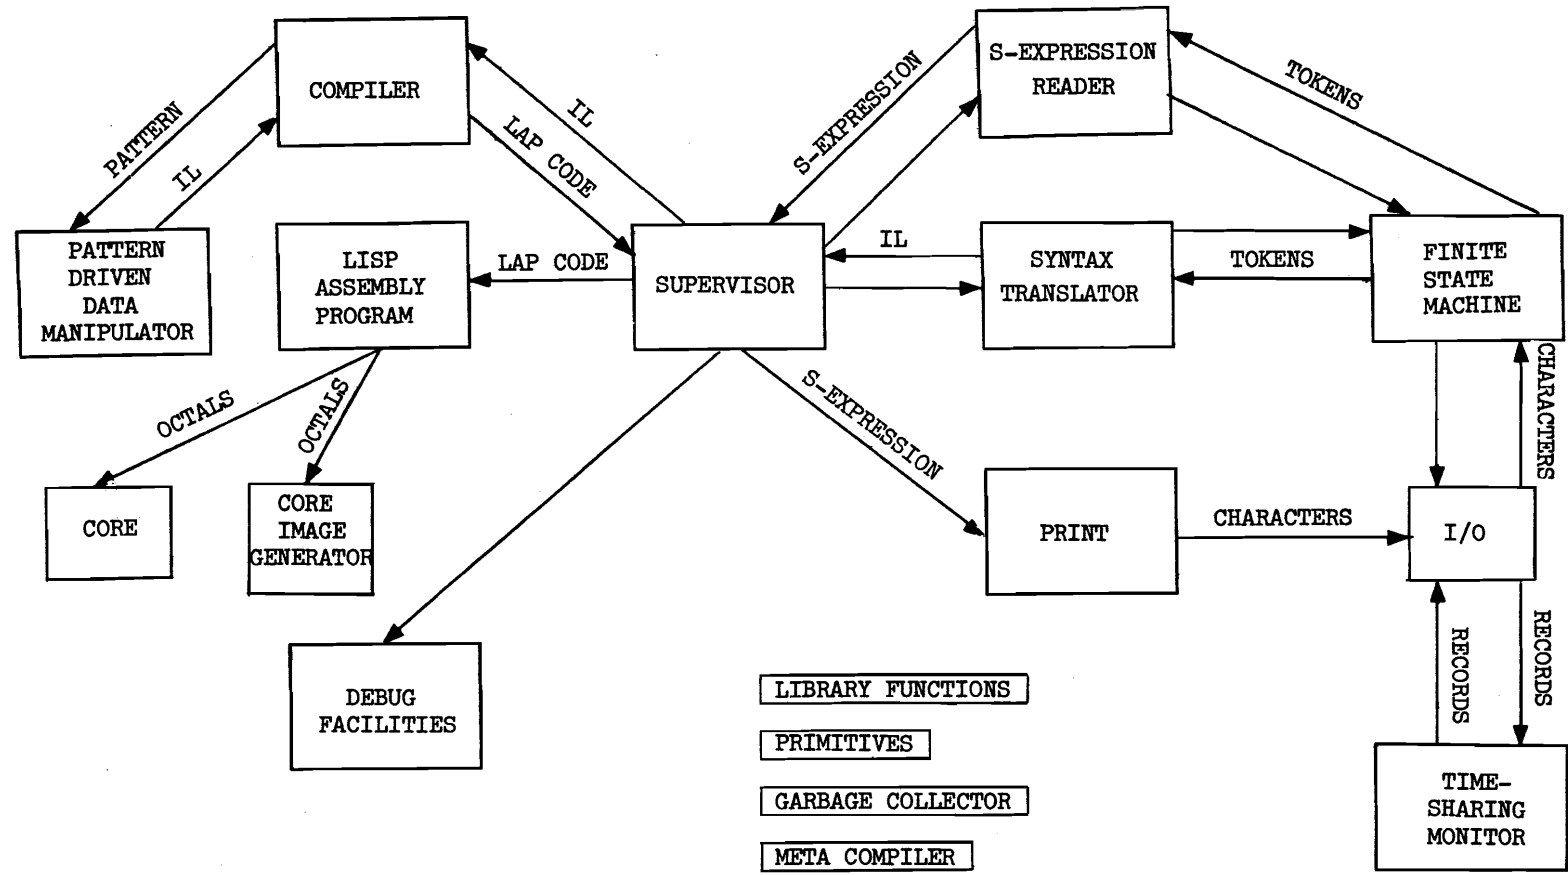 COMPILER
S-EXPRESSION
READER
PATTERN
IL
IL
LAP CODE
S-EXPRESSION
TOKENS
PATTERN
DRIVEN
DATA
MANIPULATOR
LISP
ASSEMBLY
PROGRAM
LAP CODE
SUPERVISOR
IL
SYNTAX
TRANSLATOR
TOKENS
FINITE
STATE
MACHINE
OCTALS
OCTALS
S-EXPRESSION
CHARACTERS
CORE
CORE
IMAGE
GENERATOR
PRINT
CHARACTERS
I/O
DEBUG
FACILITIES
RECORDS
RECORDS
LIBRARY FUNCTIONS
PRIMITIVES
GARBAGE COLLECTOR
META COMPILER
TIME-
SHARING
MONITOR